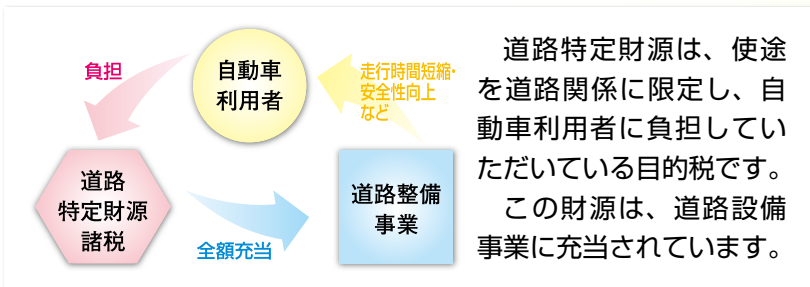 負担
自動車
利用者
走行時間短縮・
安全性向上
など
道路
特定財源
諸税
全額充当
道路整備
事業
道路特定財源は、使途
を道路関係に限定し、自
動車利用者に負担してい
ただいている目的税です。
この財源は、道路設備
事業に充当されています。